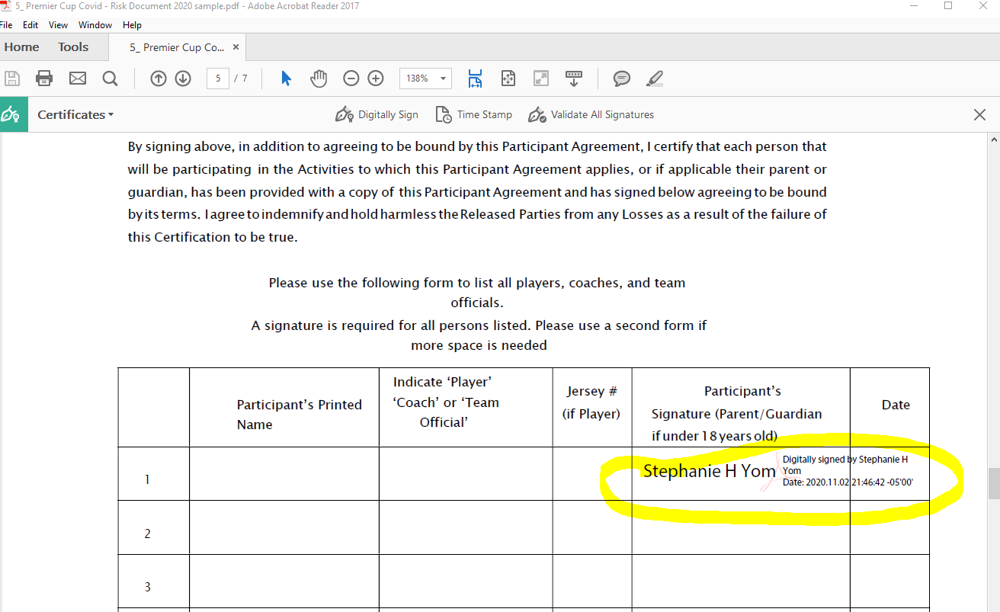 5_ Premier Cup Covid - Risk Document 2020 sample.pdf - Adobe Acrobat Reader 2017
File Edit View Window Help
Home Tools 5_ Premier Cup Co... ×
5 / 7 138%
Certificates Digitally Sign Time Stamp Validate All Signatures
By signing above, in addition to agreeing to be bound by this Participant Agreement, I certify that each person that
will be participating in the Activities to which this Participant Agreement applies, or if applicable their parent or
guardian, has been provided with a copy of this Participant Agreement and has signed below agreeing to be bound
by its terms. I agree to indemnify and hold harmless the Released Parties from any Losses as a result of the failure of
this Certification to be true.
Please use the following form to list all players, coaches, and team
officials.
A signature is required for all persons listed. Please use a second form if
more space is needed
Participant’s Printed
Name
Indicate ‘Player’
‘Coach’ or ‘Team
Official’
Jersey #
(if Player)
Participant’s
Signature (Parent/Guardian
if under 18 years old)
Date
1
Stephanie H Yom
Digitally signed by Stephanie H
Yom
Date: 2020.11.02 21:46:42 -05'00'
2
3